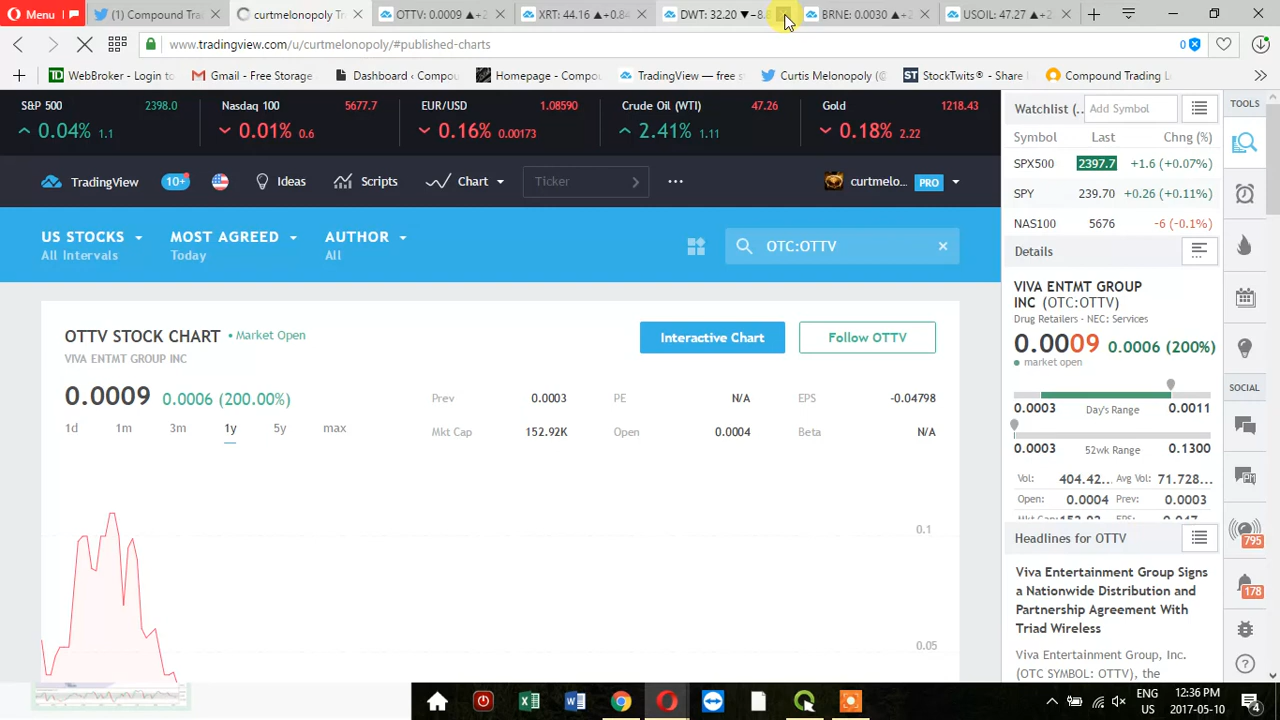 Menu
Compound Tra
curtmelonopoly Tr
OTTV: 0.0009 ▲+2
XRT: 44.16 ▲+0.84
DWT: 32.20 ▼−8.6
BRNE: 0.0030 ▲+2
USOIL: 47.27 ▲+2
www.tradingview.com/u/curtmelonopoly/#published-charts
0
TD WebBroker - Login to
Gmail - Free Storage
Dashboard ‹ Compou
Homepage - Compou
TradingView — free s
Curtis Melonopoly (@
ST StockTwits® - Share
Compound Trading L
S&P 500 2398.0
0.04% 1.1
Nasdaq 100 5677.7
0.01% 0.6
EUR/USD 1.08590
0.16% 0.00173
Crude Oil (WTI) 47.26
2.41% 1.11
Gold 1218.43
0.18% 2.22
TradingView 10+ Ideas Scripts Chart Ticker ••• curtmelo... PRO
US STOCKS
All Intervals
MOST AGREED
Today
AUTHOR
All
OTC:OTTV
OTTV STOCK CHART • Market Open
VIVA ENTMT GROUP INC
Interactive Chart
Follow OTTV
0.0009 0.0006 (200.00%)
1d 1m 3m 1y 5y max
Prev 0.0003 PE N/A EPS -0.04798
Mkt Cap 152.92K Open 0.0004 Beta N/A
0.1
0.05
Watchlist (... Add Symbol
Symbol Last Chng (%)
SPX500 2397.7 +1.6 (+0.07%)
SPY 239.70 +0.26 (+0.11%)
NAS100 5676 -6 (-0.1%)
Details
VIVA ENTMT GROUP
INC (OTC:OTTV)
Drug Retailers - NEC: Services
0.0009 0.0006 (200%)
market open
0.0003 Day's Range 0.0011
0.0003 52wk Range 0.1300
Vol: 404.42... Avg Vol: 71.728...
Open: 0.0004 Prev: 0.0003
Headlines for OTTV
Viva Entertainment Group Signs
a Nationwide Distribution and
Partnership Agreement With
Triad Wireless
Viva Entertainment Group, Inc.
(OTC SYMBOL: OTTV), the
TOOLS
SOCIAL
795
178
ENG
US
12:36 PM
2017-05-10
4